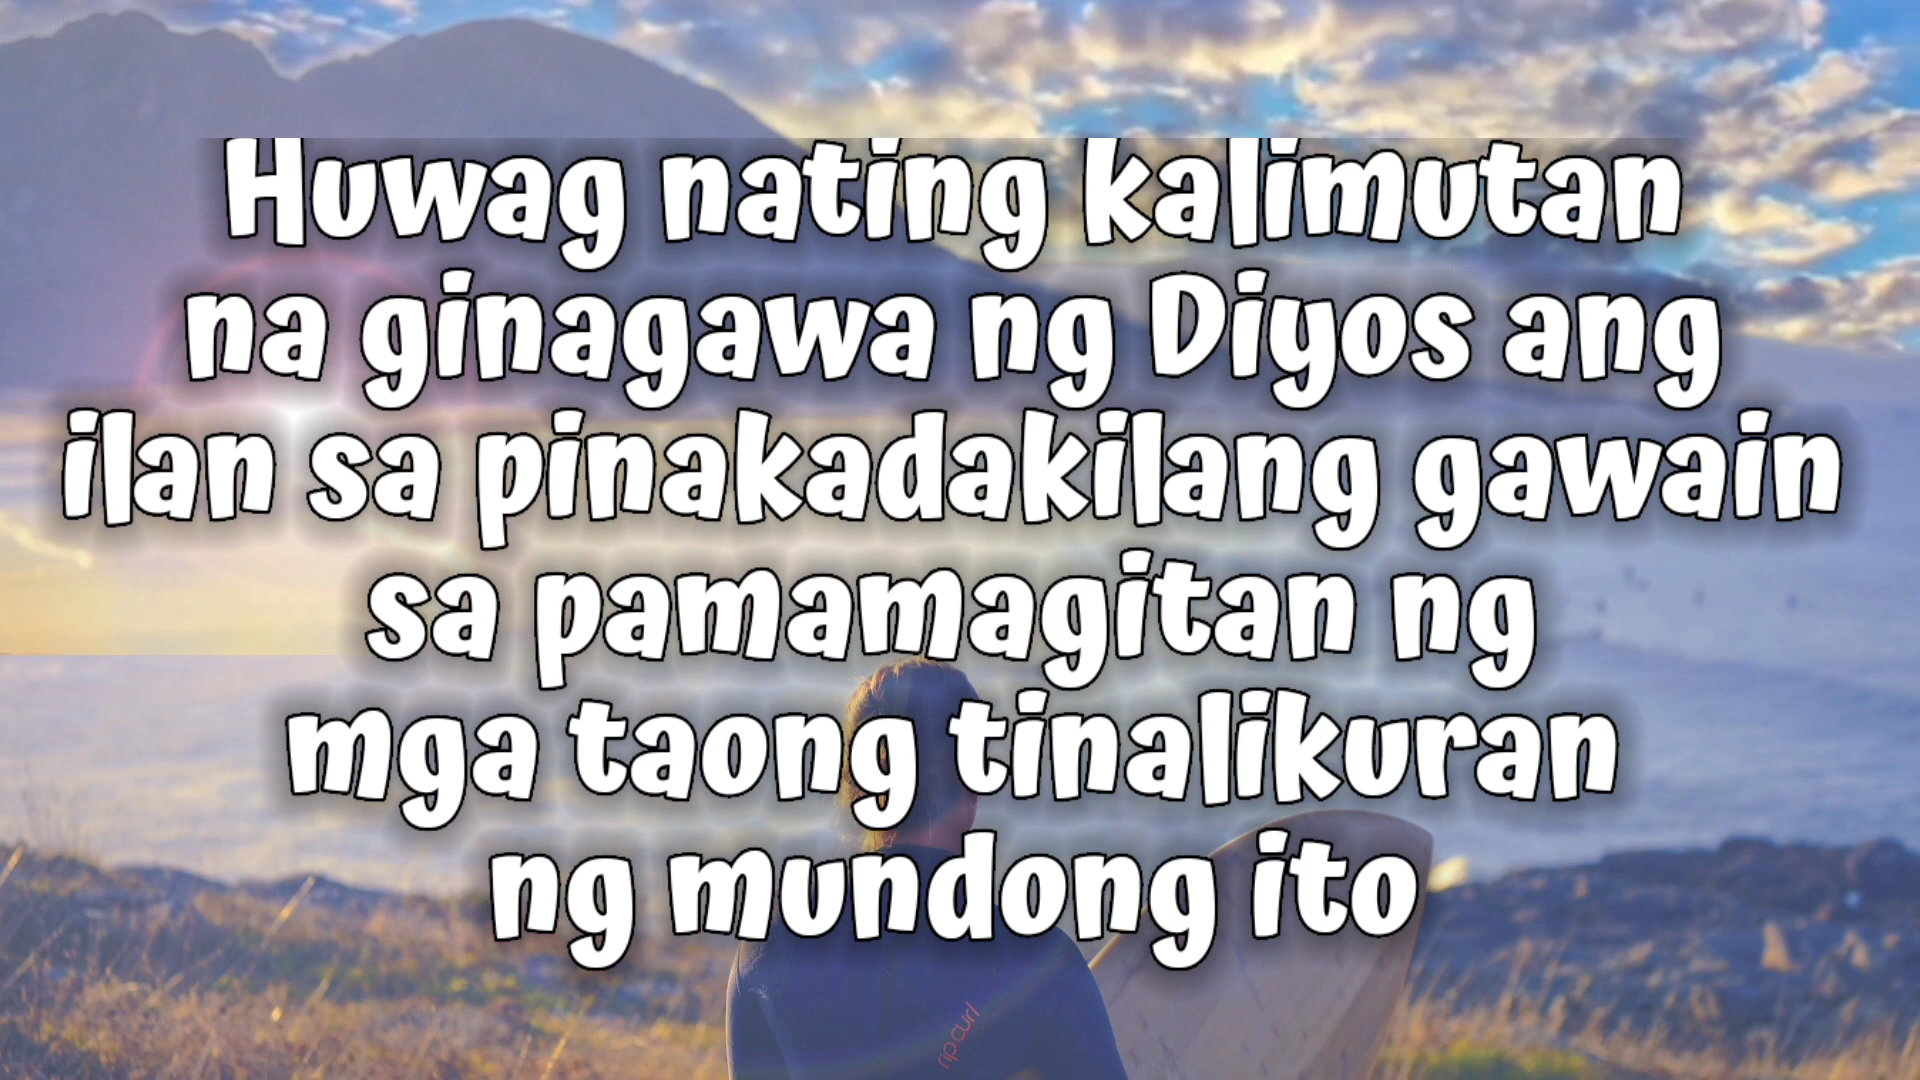 Huwag nating kalimutan
na ginagawa ng Diyos ang
ilan sa pinakadakilang gawain
sa pamamagitan ng
mga taong tinalikuran
ng mundong ito
ripcurl